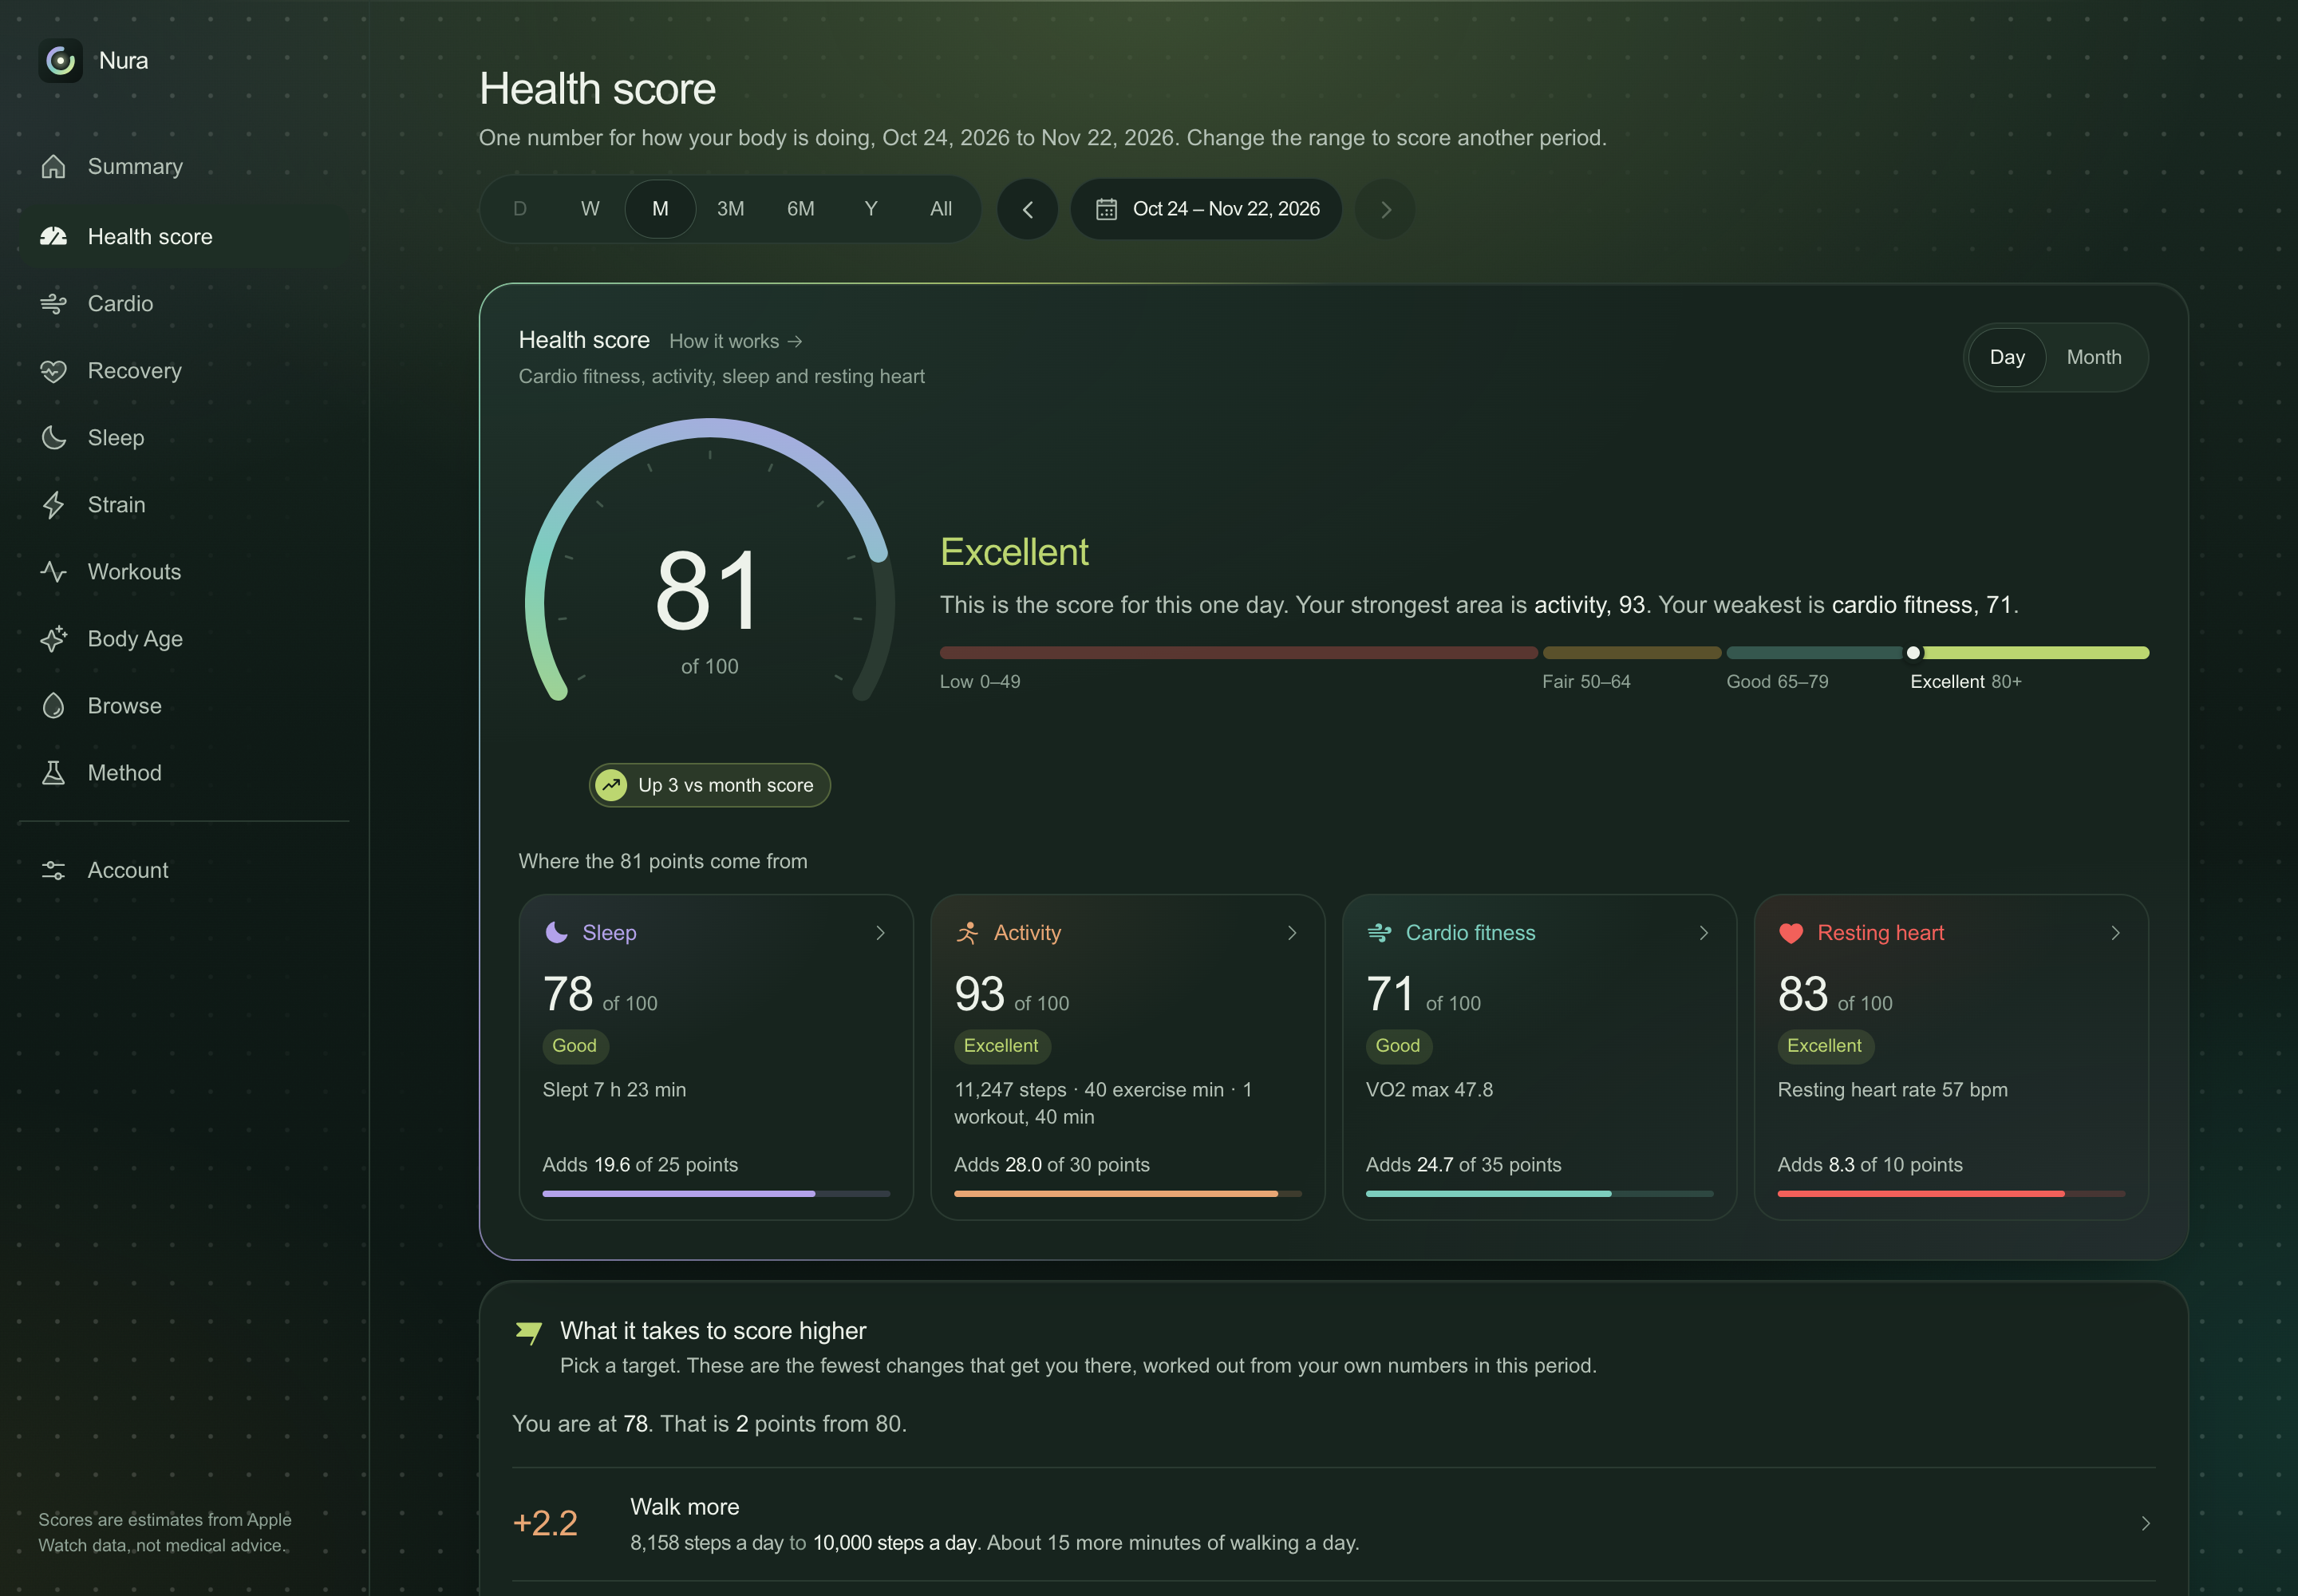 Nura
Summary
Health score
Cardio
Recovery
Sleep
Strain
Workouts
Body Age
Browse
Method
Account
Scores are estimates from Apple
Watch data, not medical advice.
Health score
One number for how your body is doing, Oct 24, 2026 to Nov 22, 2026. Change the range to score another period.
D W M 3M 6M Y All
Oct 24 – Nov 22, 2026
Health score How it works →
Cardio fitness, activity, sleep and resting heart
Day Month
81
of 100
Up 3 vs month score
Excellent
This is the score for this one day. Your strongest area is activity, 93. Your weakest is cardio fitness, 71.
Low 0–49 Fair 50–64 Good 65–79 Excellent 80+
Where the 81 points come from
Sleep
78 of 100
Good
Slept 7 h 23 min
Adds 19.6 of 25 points
Activity
93 of 100
Excellent
11,247 steps · 40 exercise min · 1
workout, 40 min
Adds 28.0 of 30 points
Cardio fitness
71 of 100
Good
VO2 max 47.8
Adds 24.7 of 35 points
Resting heart
83 of 100
Excellent
Resting heart rate 57 bpm
Adds 8.3 of 10 points
What it takes to score higher
Pick a target. These are the fewest changes that get you there, worked out from your own numbers in this period.
You are at 78. That is 2 points from 80.
+2.2
Walk more
8,158 steps a day to 10,000 steps a day. About 15 more minutes of walking a day.